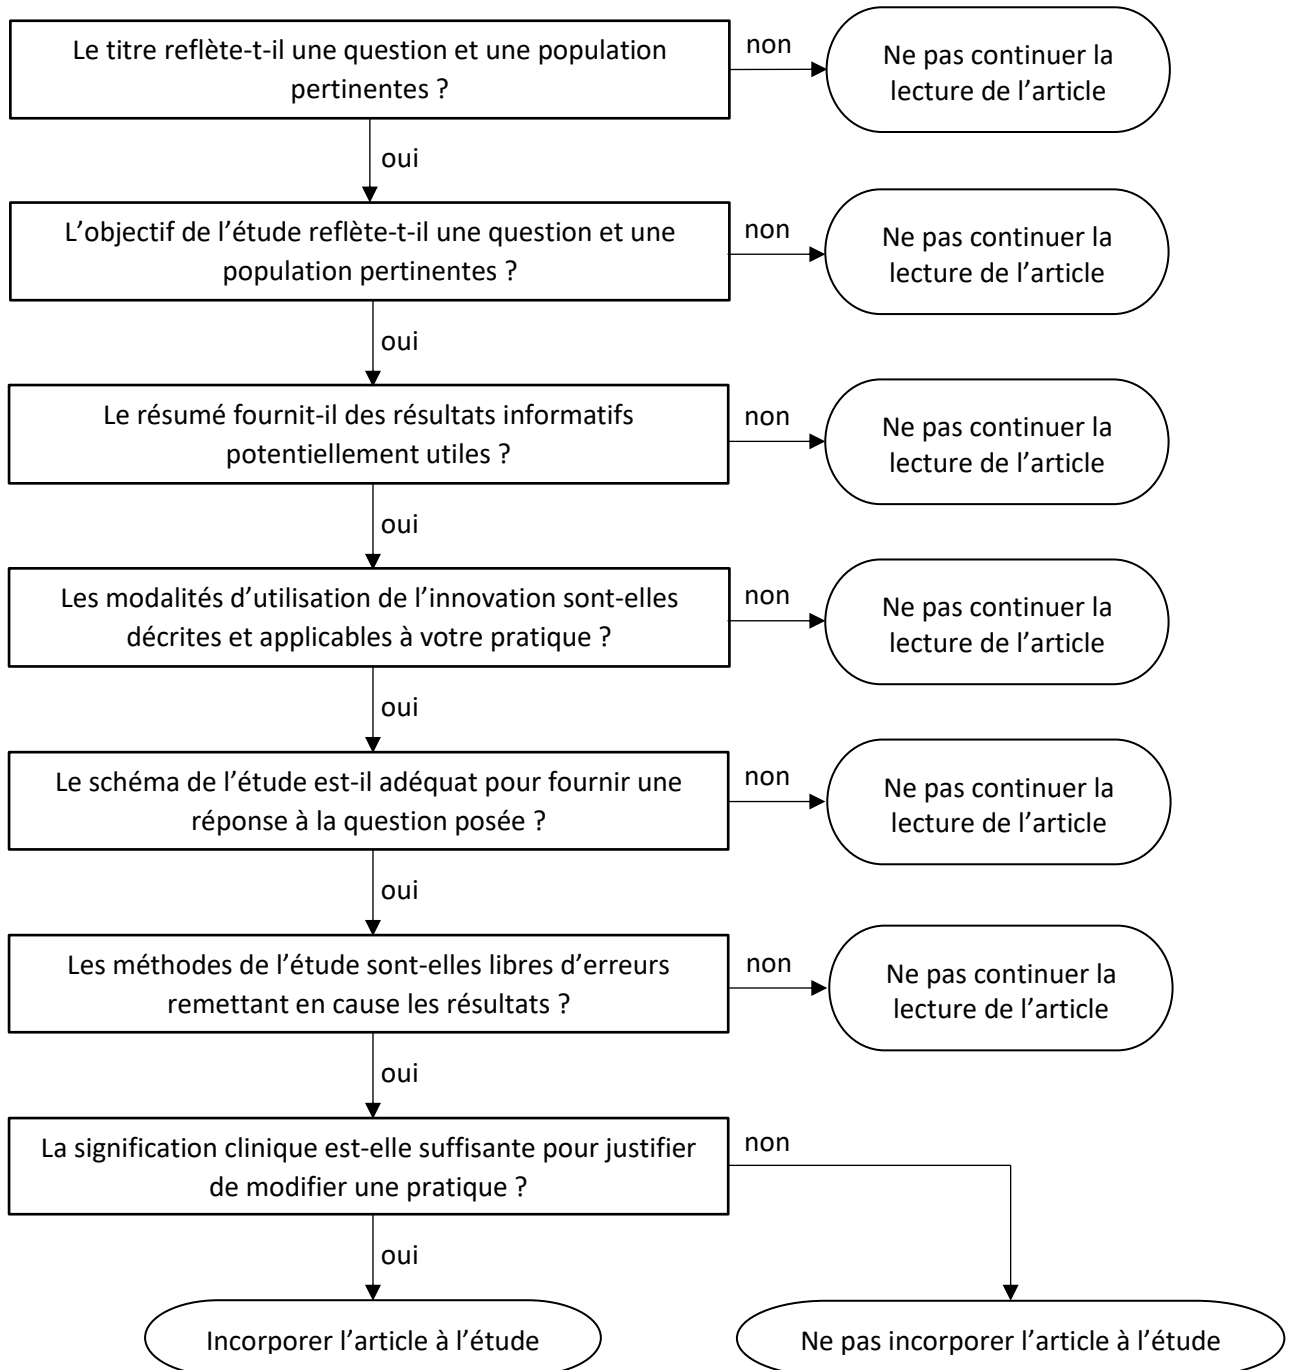 Le titre reflète-t-il une question et une population
pertinentes ?
non
Ne pas continuer la
lecture de l’article
oui
L’objectif de l’étude reflète-t-il une question et une
population pertinentes ?
non
Ne pas continuer la
lecture de l’article
oui
Le résumé fournit-il des résultats informatifs
potentiellement utiles ?
non
Ne pas continuer la
lecture de l’article
oui
Les modalités d’utilisation de l’innovation sont-elles
décrites et applicables à votre pratique ?
non
Ne pas continuer la
lecture de l’article
oui
Le schéma de l’étude est-il adéquat pour fournir une
réponse à la question posée ?
non
Ne pas continuer la
lecture de l’article
oui
Les méthodes de l’étude sont-elles libres d’erreurs
remettant en cause les résultats ?
non
Ne pas continuer la
lecture de l’article
oui
La signification clinique est-elle suffisante pour justifier
de modifier une pratique ?
non
oui
Incorporer l’article à l’étude
Ne pas incorporer l’article à l’étude